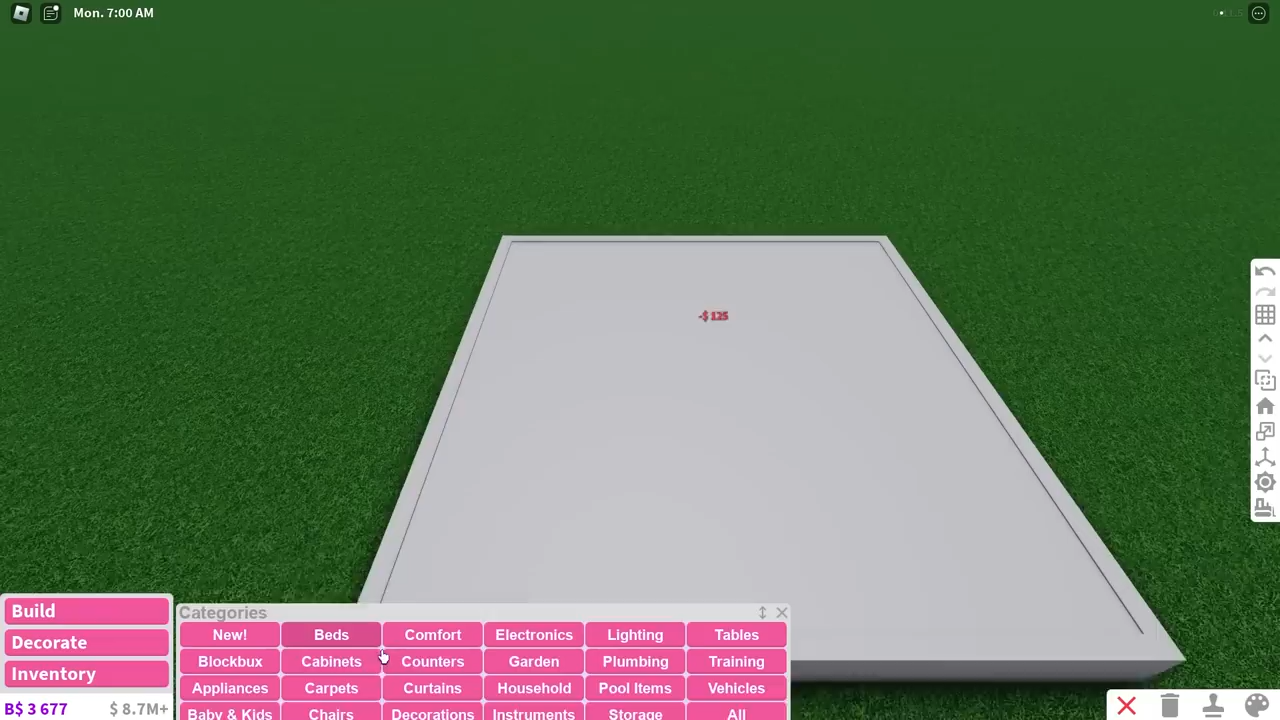 Mon. 7:00 AM
-$ 125
Build
Decorate
Inventory
B$ 3 677 $ 8.7M+
Categories
New! Beds Comfort Electronics Lighting Tables
Blockbux Cabinets Counters Garden Plumbing Training
Appliances Carpets Curtains Household Pool Items Vehicles
Baby & Kids Chairs Decorations Instruments Storage All